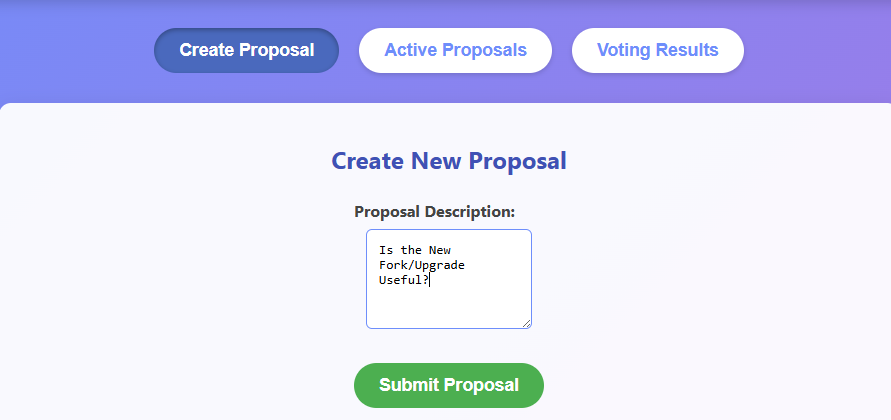 Create Proposal Active Proposals Voting Results
Create New Proposal
Proposal Description:
Is the New
Fork/Upgrade
Useful?
Submit Proposal